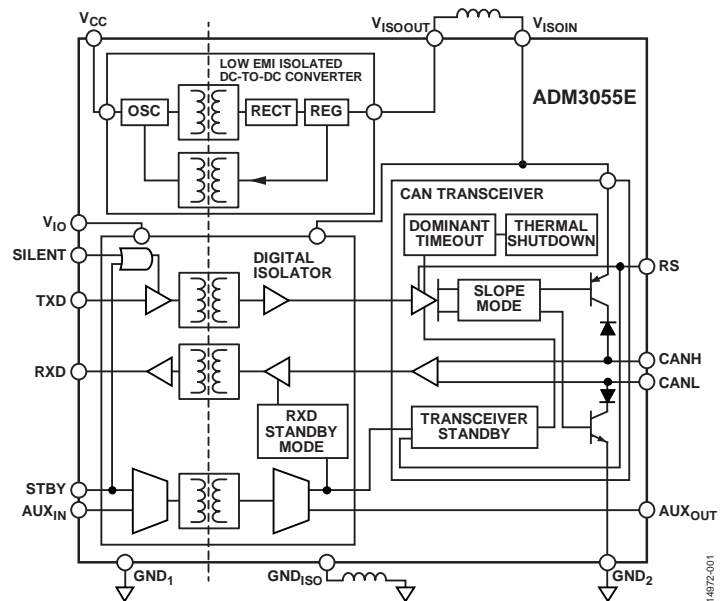 VCC
VISOOUT
VISOIN
LOW EMI ISOLATED
DC-TO-DC CONVERTER
ADM3055E
OSC
RECT
REG
CAN TRANSCEIVER
VIO
DOMINANT
TIMEOUT
THERMAL
SHUTDOWN
SILENT
DIGITAL
ISOLATOR
RS
TXD
SLOPE
MODE
RXD
CANH
CANL
RXD
STANDBY
MODE
TRANSCEIVER
STANDBY
STBY
AUXIN
AUXOUT
GND1
GNDISO
GND2
14972-001